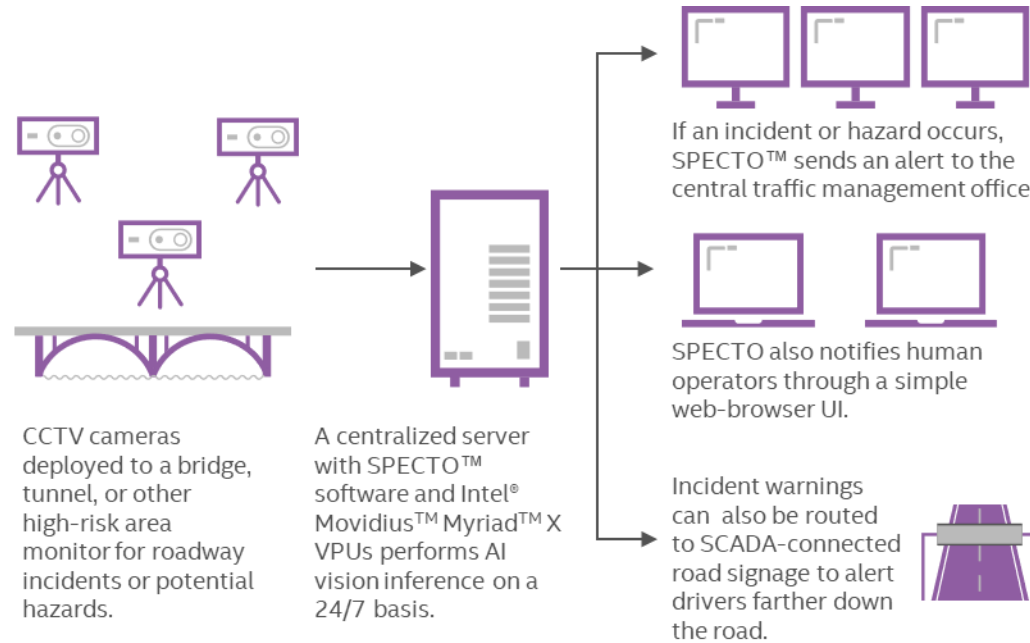 If an incident or hazard occurs,
SPECTO™ sends an alert to the
central traffic management office
SPECTO also notifies human
operators through a simple
web-browser UI.
CCTV cameras
deployed to a bridge,
tunnel, or other
high-risk area
monitor for roadway
incidents or potential
hazards.
A centralized server
with SPECTO™
software and Intel®
Movidius™ Myriad™ X
VPUs performs AI
vision inference on a
24/7 basis.
Incident warnings
can also be routed
to SCADA-connected
road signage to alert
drivers farther down
the road.